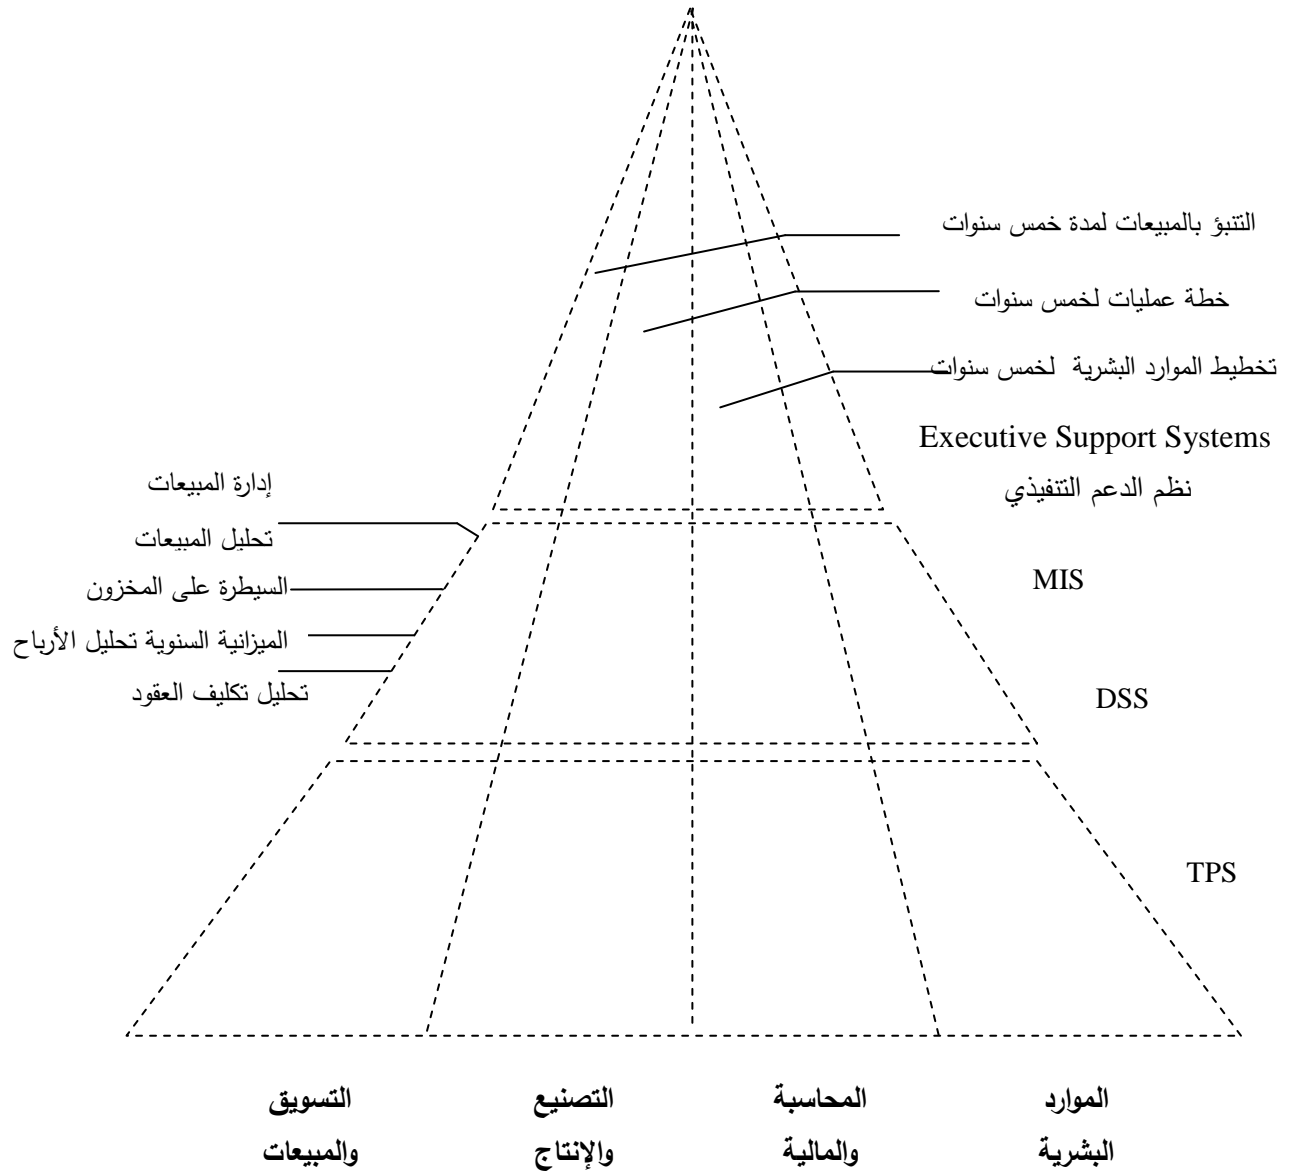 التنبؤ بالمبيعات لمدة خمس سنوات
خطة عمليات لخمس سنوات
تخطيط الموارد البشرية لخمس سنوات
Executive Support Systems
نظم الدعم التنفيذي
إدارة المبيعات
تحليل المبيعات
السيطرة على المخزون
الميزانية السنوية تحليل الأرباح
تحليل تكليف العقود
MIS
DSS
TPS
الموارد
البشرية
المحاسبة
والمالية
التصنيع
والإنتاج
التسويق
والمبيعات